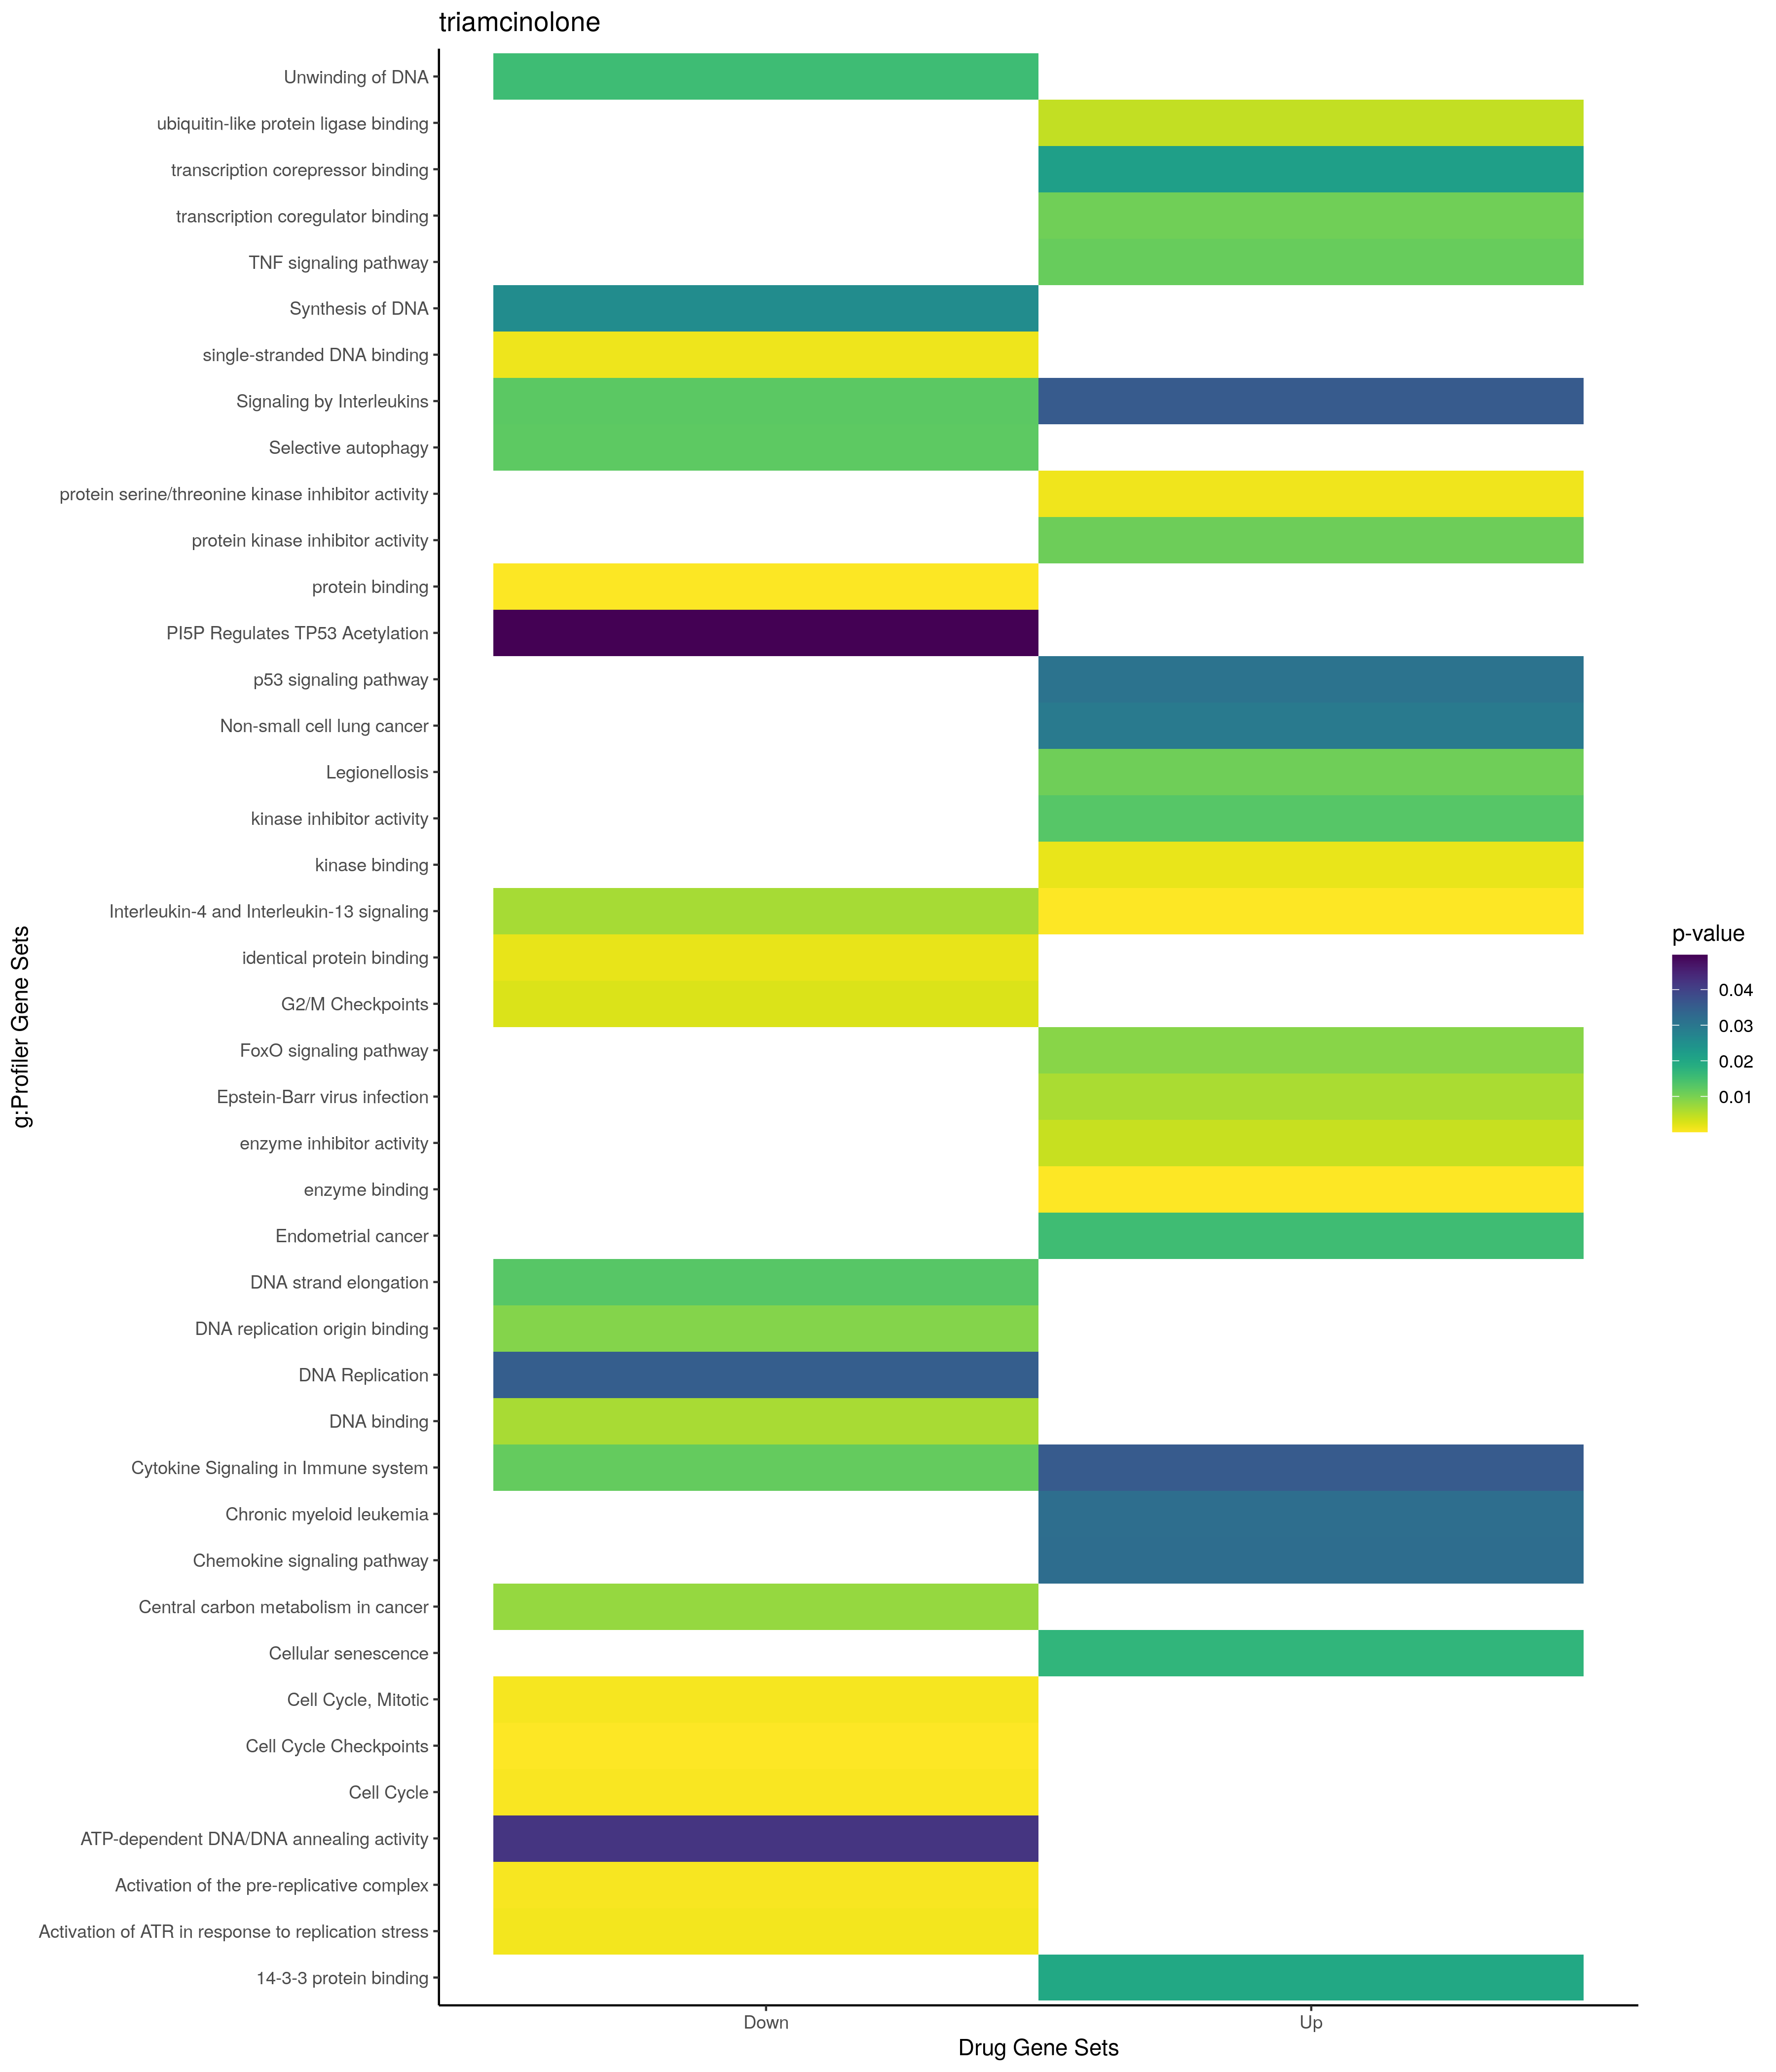 triamcinolone
Unwinding of DNA
ubiquitin-like protein ligase binding
transcription corepressor binding
transcription coregulator binding
TNF signaling pathway
Synthesis of DNA
single-stranded DNA binding
Signaling by Interleukins
Selective autophagy
protein serine/threonine kinase inhibitor activity
protein kinase inhibitor activity
protein binding
PI5P Regulates TP53 Acetylation
p53 signaling pathway
Non-small cell lung cancer
Legionellosis
kinase inhibitor activity
kinase binding
Interleukin-4 and Interleukin-13 signaling
identical protein binding
G2/M Checkpoints
FoxO signaling pathway
Epstein-Barr virus infection
enzyme inhibitor activity
enzyme binding
Endometrial cancer
DNA strand elongation
DNA replication origin binding
DNA Replication
DNA binding
Cytokine Signaling in Immune system
Chronic myeloid leukemia
Chemokine signaling pathway
Central carbon metabolism in cancer
Cellular senescence
Cell Cycle, Mitotic
Cell Cycle Checkpoints
Cell Cycle
ATP-dependent DNA/DNA annealing activity
Activation of the pre-replicative complex
Activation of ATR in response to replication stress
14-3-3 protein binding
g:Profiler Gene Sets
Down
Up
Drug Gene Sets
p-value
0.04
0.03
0.02
0.01